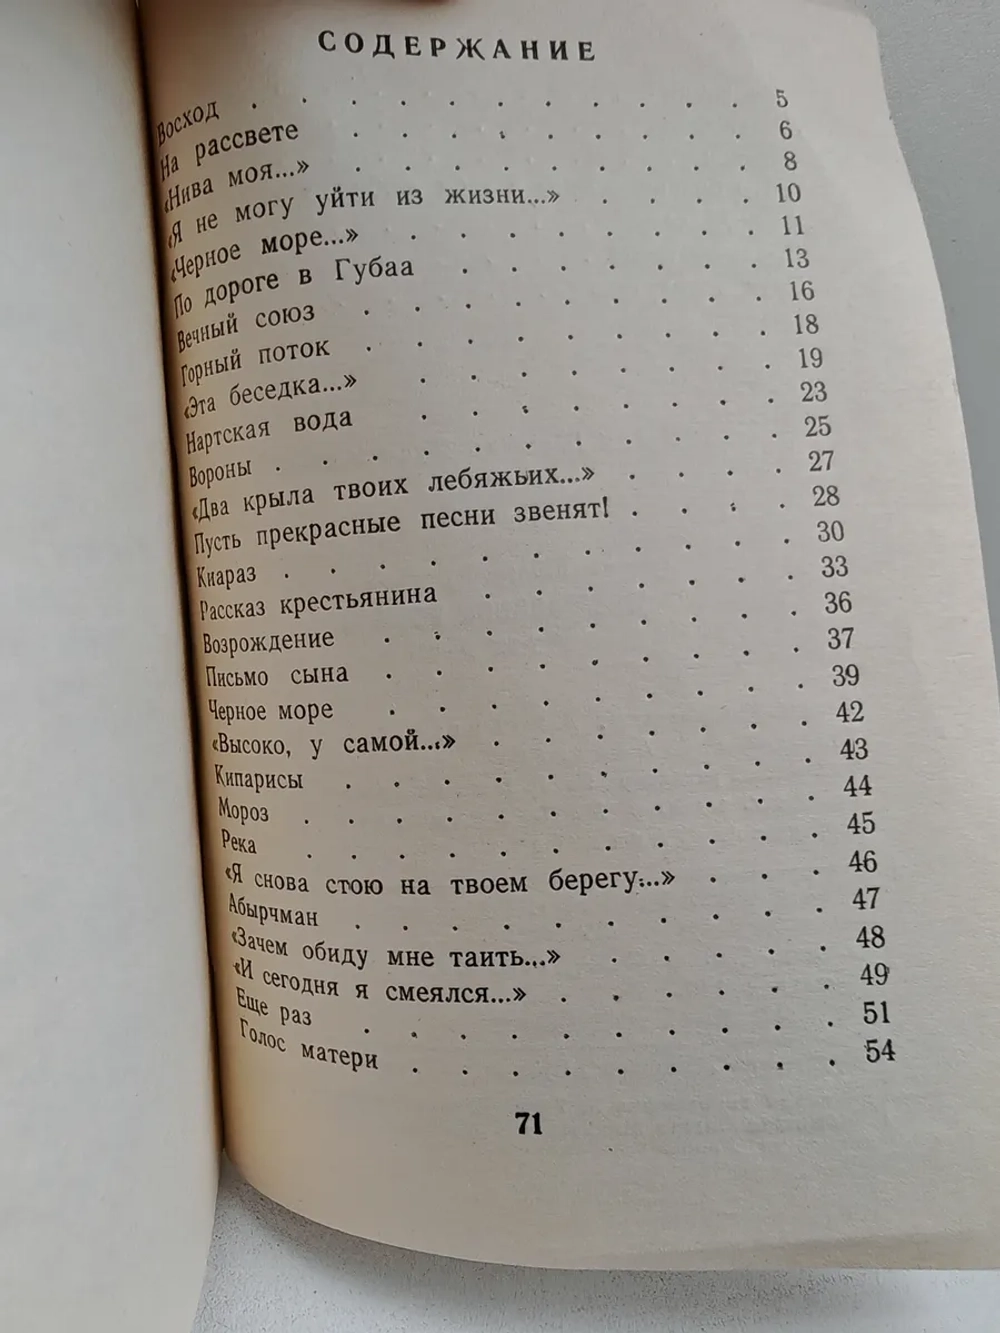 СОДЕРЖАНИЕ
Восход . . . . . . . . . . . 5
На рассвете . . . . . . . . . 6
«Нива моя...» . . . . . . . . . 8
«Я не могу уйти из жизни...» . . . . 10
«Черное море...» . . . . . . . . 11
По дороге в Губаа . . . . . . . 13
Вечный союз . . . . . . . . . 16
Горный поток . . . . . . . . . 18
«Эта беседка...» . . . . . . . . 19
Нартская вода . . . . . . . . 23
Вороны . . . . . . . . . . . 25
«Два крыла твоих лебяжьих...» . . . . 27
Пусть прекрасные песни звенят! . . . . 28
Киараз . . . . . . . . . . . 30
Рассказ крестьянина . . . . . . . 33
Возрождение . . . . . . . . . 36
Письмо сына . . . . . . . . . 37
Черное море . . . . . . . . . 39
«Высоко, у самой...» . . . . . . . 42
Кипарисы . . . . . . . . . . 43
Мороз . . . . . . . . . . . 44
Река . . . . . . . . . . . 45
«Я снова стою на твоем берегу...» . . . 46
Абырчман . . . . . . . . . . 47
«Зачем обиду мне таить...» . . . . . 48
«И сегодня я смеялся...» . . . . . . 49
Еще раз . . . . . . . . . . 51
Голос матери . . . . . . . . . 54
71